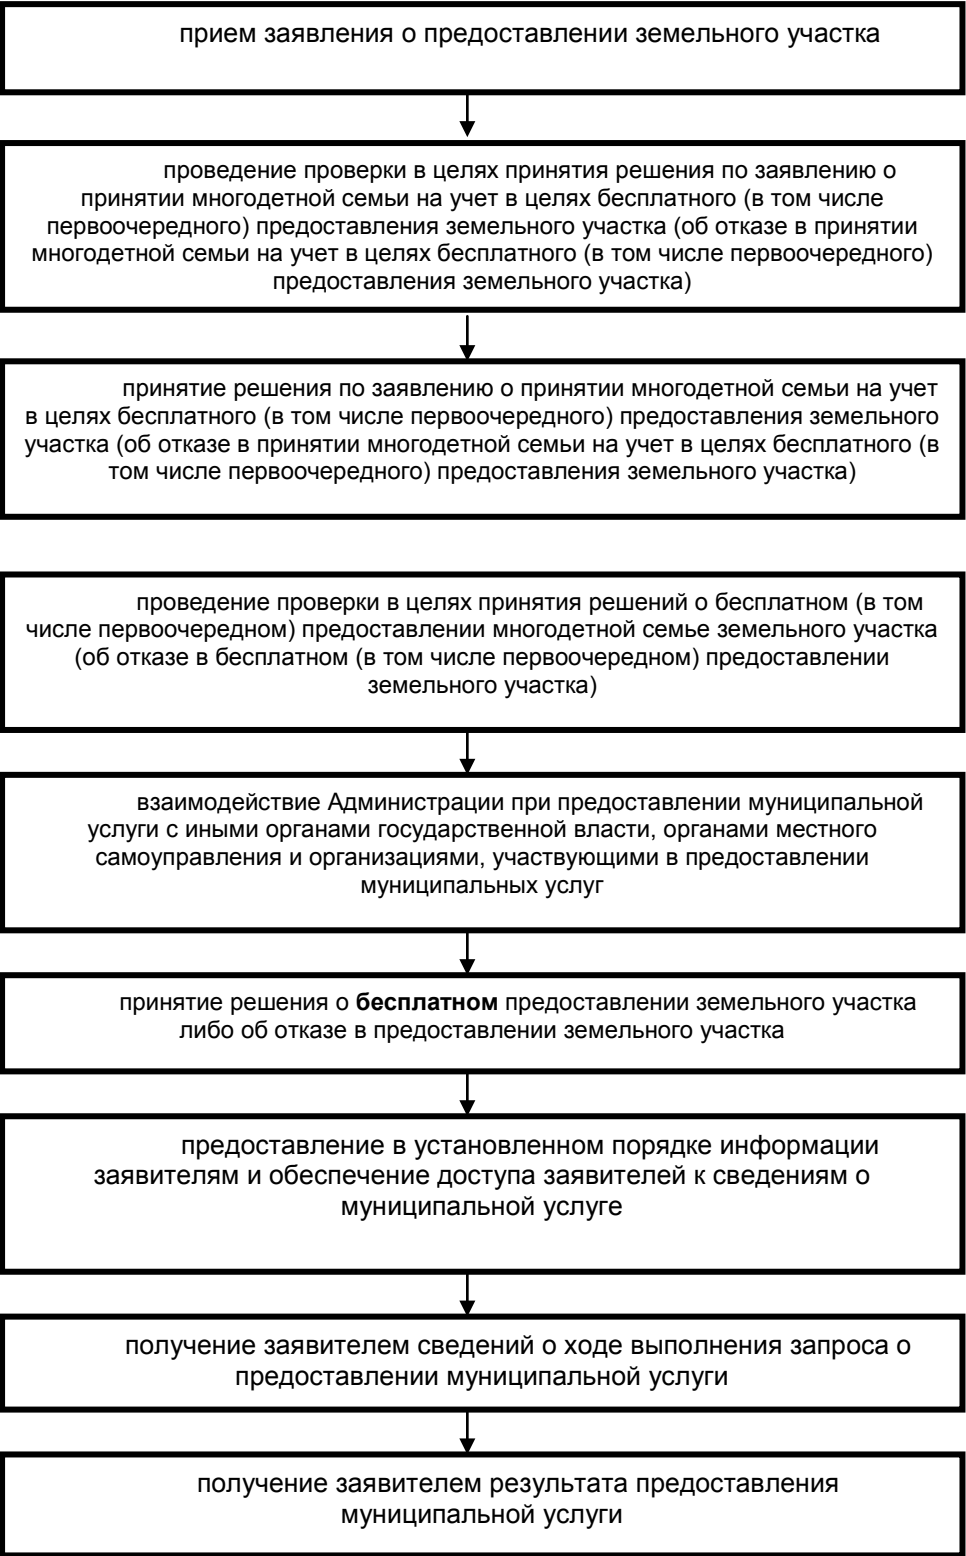 прием заявления о предоставлении земельного участка
проведение проверки в целях принятия решения по заявлению о
принятии многодетной семьи на учет в целях бесплатного (в том числе
первоочередного) предоставления земельного участка (об отказе в принятии
многодетной семьи на учет в целях бесплатного (в том числе первоочередного)
предоставления земельного участка)
принятие решения по заявлению о принятии многодетной семьи на учет
в целях бесплатного (в том числе первоочередного) предоставления земельного
участка (об отказе в принятии многодетной семьи на учет в целях бесплатного (в
том числе первоочередного) предоставления земельного участка)
проведение проверки в целях принятия решений о бесплатном (в том
числе первоочередном) предоставлении многодетной семье земельного участка
(об отказе в бесплатном (в том числе первоочередном) предоставлении
земельного участка)
взаимодействие Администрации при предоставлении муниципальной
услуги с иными органами государственной власти, органами местного
самоуправления и организациями, участвующими в предоставлении
муниципальных услуг
принятие решения о бесплатном предоставлении земельного участка
либо об отказе в предоставлении земельного участка
предоставление в установленном порядке информации
заявителям и обеспечение доступа заявителей к сведениям о
муниципальной услуге
получение заявителем сведений о ходе выполнения запроса о
предоставлении муниципальной услуги
получение заявителем результата предоставления
муниципальной услуги